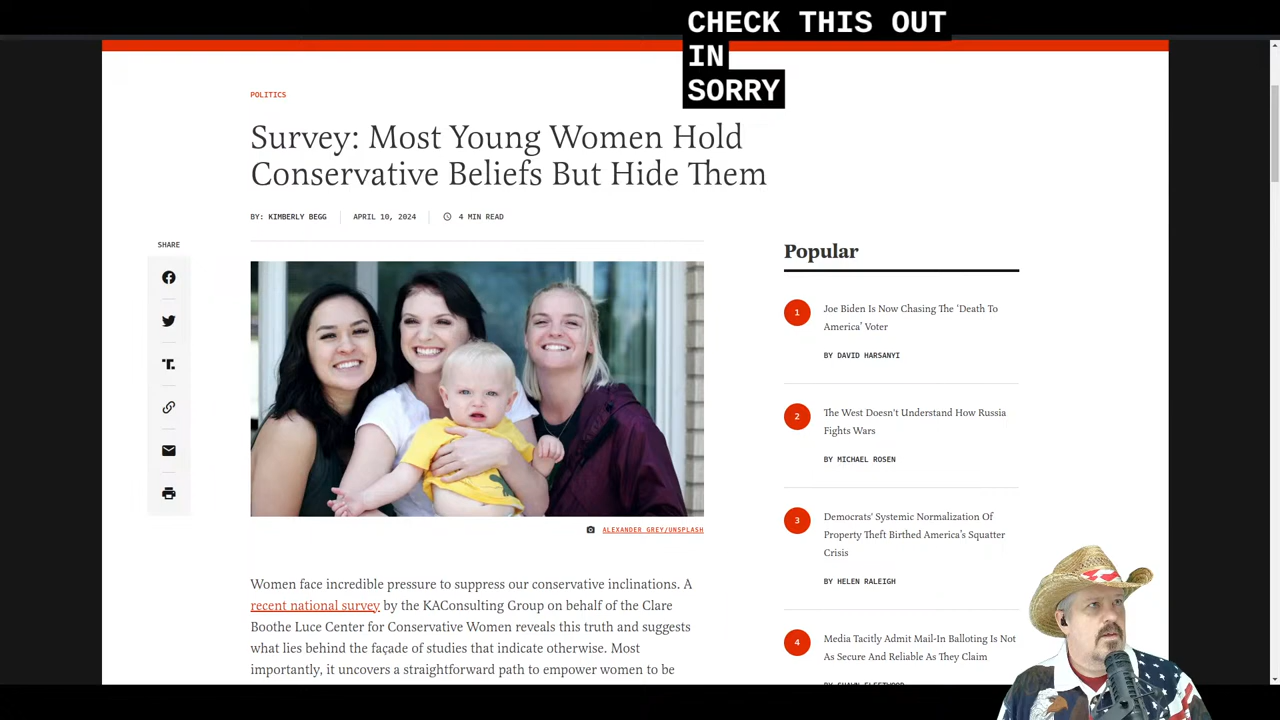 CHECK THIS OUT
IN
SORRY
POLITICS
Survey: Most Young Women Hold
Conservative Beliefs But Hide Them
BY: KIMBERLY BEGG
APRIL 10, 2024
4 MIN READ
SHARE
ALEXANDER GREY/UNSPLASH
Women face incredible pressure to suppress our conservative inclinations. A
recent national survey by the KAConsulting Group on behalf of the Clare
Boothe Luce Center for Conservative Women reveals this truth and suggests
what lies behind the façade of studies that indicate otherwise. Most
importantly, it uncovers a straightforward path to empower women to be
Popular
1
Joe Biden Is Now Chasing The ‘Death To
America’ Voter
BY DAVID HARSANYI
2
The West Doesn't Understand How Russia
Fights Wars
BY MICHAEL ROSEN
3
Democrats' Systemic Normalization Of
Property Theft Birthed America’s Squatter
Crisis
BY HELEN RALEIGH
4
Media Tacitly Admit Mail-In Balloting Is Not
As Secure And Reliable As They Claim